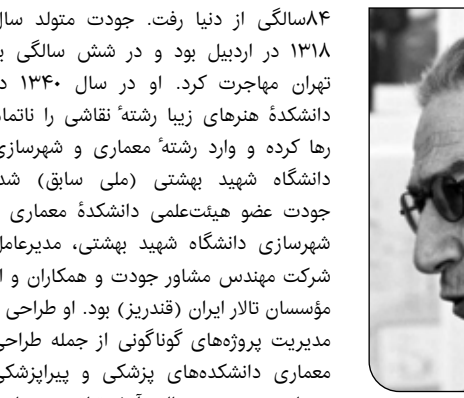 ۸۴سالگی از دنیا رفت. جودت متولد سال
۱۳۱۸ در اردبیل بود و در شش سالگی
تهران مهاجرت کرد. او در سال ۱۳۴۰
دانشکدهٔ هنرهای زیبا رشتهٔ نقاشی را ناتمام
رها کرده و وارد رشتهٔ معماری و شهرسازی
دانشگاه شهید بهشتی (ملی سابق) شد
جودت عضو هیئت‌علمی دانشکدهٔ معماری
شهرسازی دانشگاه شهید بهشتی، مدیرعامل
شرکت مهندس مشاور جودت و همکاران و
مؤسسان تالار ایران (قندریز) بود. او طراحی
مدیریت پروژه‌های گوناگونی از جمله طراحی
معماری دانشکده‌های پزشکی و پیراپزشکی